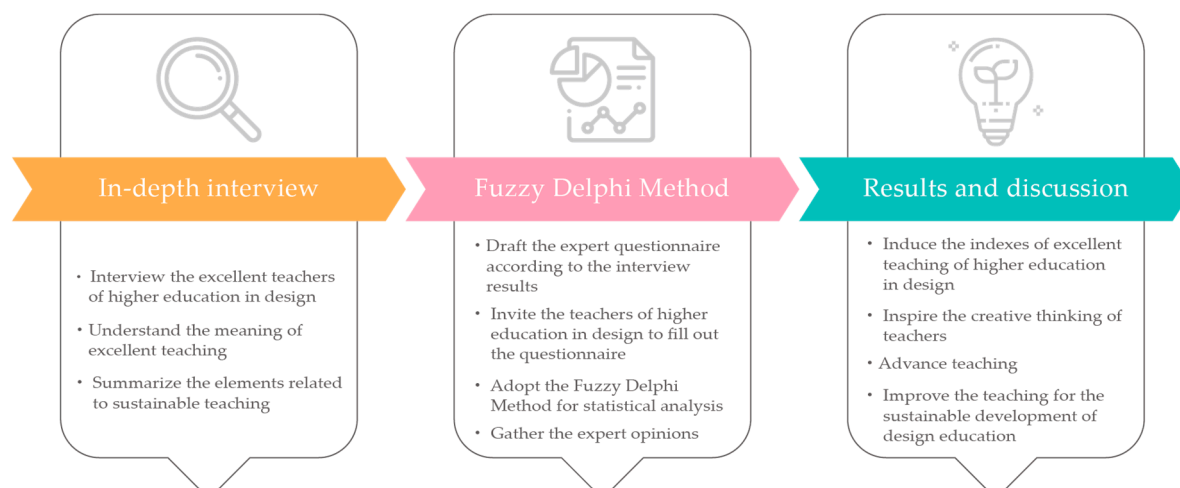 In-depth interview
• Interview the excellent teachers
of higher education in design
• Understand the meaning of
excellent teaching
• Summarize the elements related
to sustainable teaching
Fuzzy Delphi Method
• Draft the expert questionnaire
according to the interview
results
• Invite the teachers of higher
education in design to fill out
the questionnaire
• Adopt the Fuzzy Delphi
Method for statistical analysis
• Gather the expert opinions
Results and discussion
• Induce the indexes of excellent
teaching of higher education
in design
• Inspire the creative thinking of
teachers
• Advance teaching
• Improve the teaching for the
sustainable development of
design education